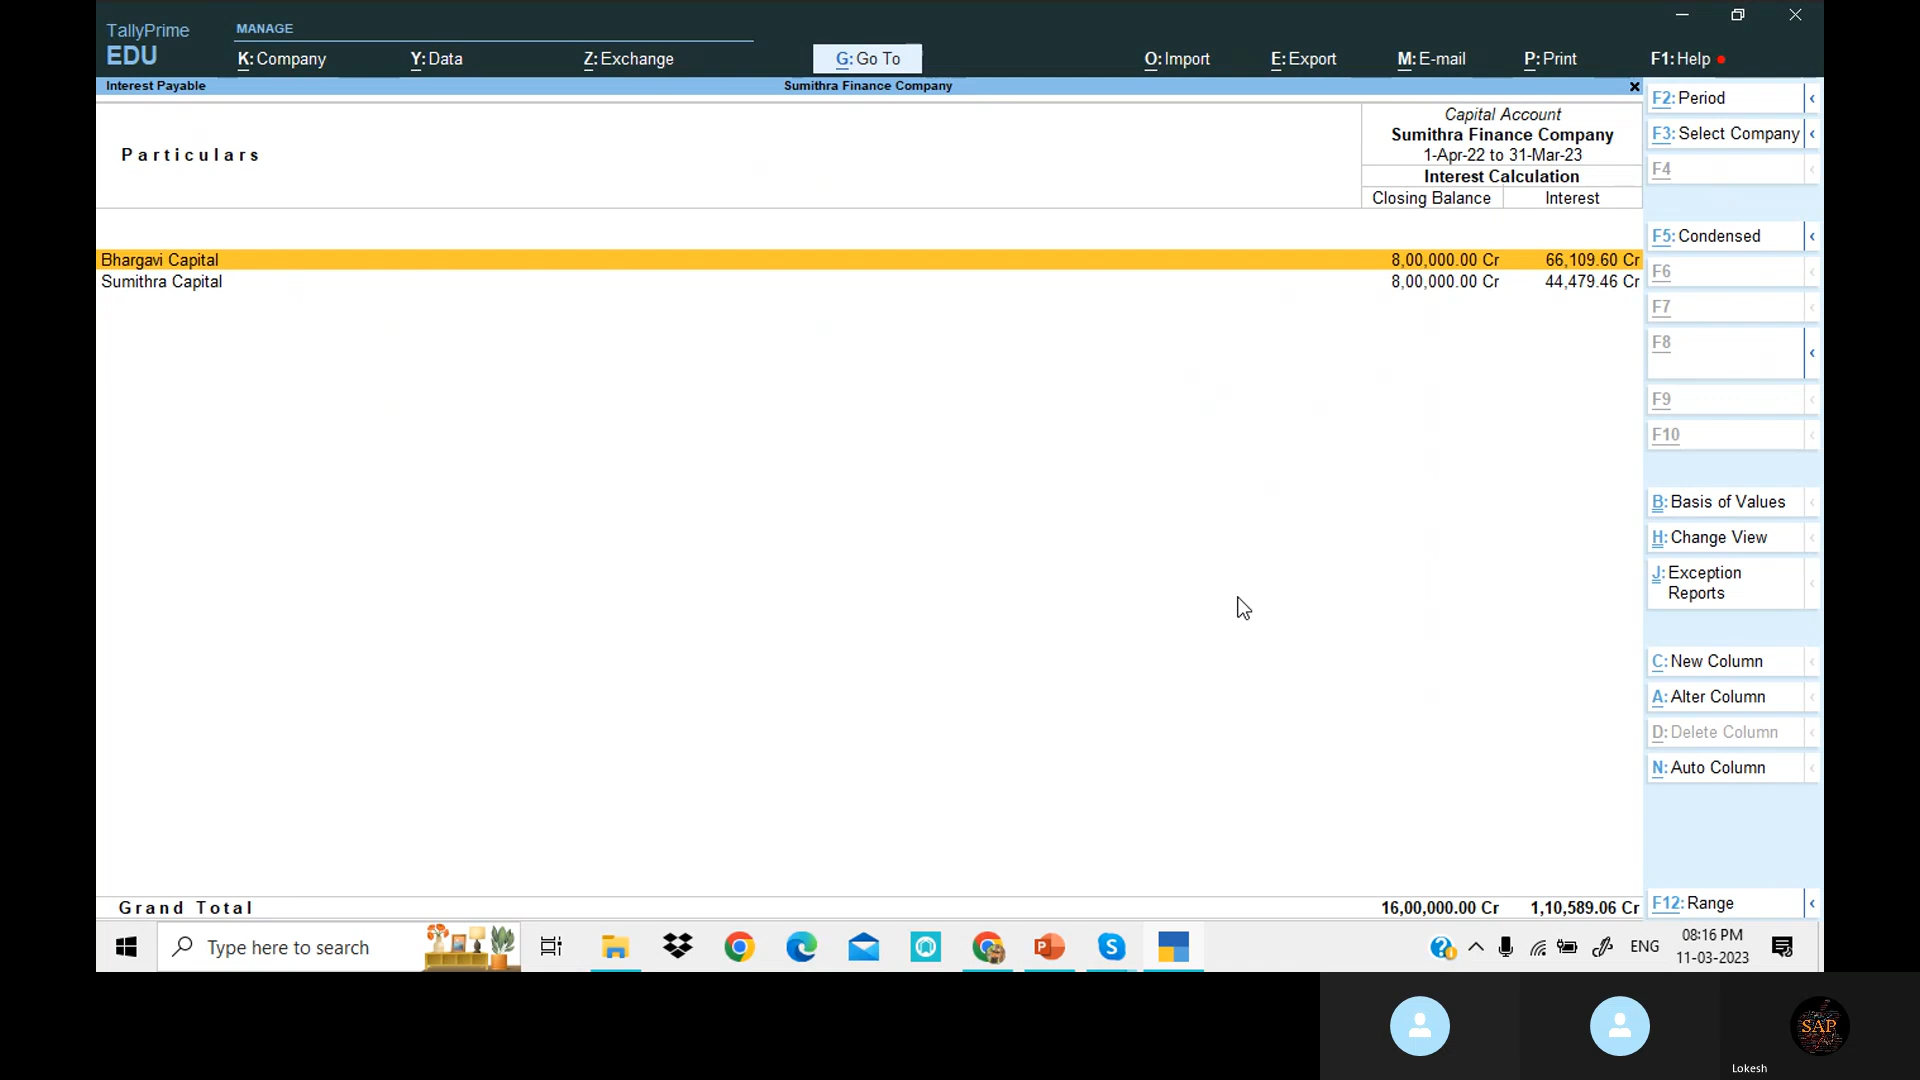 TallyPrime
EDU
MANAGE
K: Company
Y: Data
Z: Exchange
G: Go To
O: Import
E: Export
M: E-mail
P: Print
F1: Help
Interest Payable
Sumithra Finance Company
Particulars
Capital Account
Sumithra Finance Company
1-Apr-22 to 31-Mar-23
Interest Calculation
Closing Balance Interest
Bhargavi Capital 8,00,000.00 Cr 66,109.60 Cr
Sumithra Capital 8,00,000.00 Cr 44,479.46 Cr
Grand Total 16,00,000.00 Cr 1,10,589.06 Cr
F2: Period
F3: Select Company
F4
F5: Condensed
F6
F7
F8
F9
F10
B: Basis of Values
H: Change View
J: Exception
Reports
C: New Column
A: Alter Column
D: Delete Column
N: Auto Column
F12: Range
Type here to search
ENG
08:16 PM
11-03-2023
SAP
Lokesh